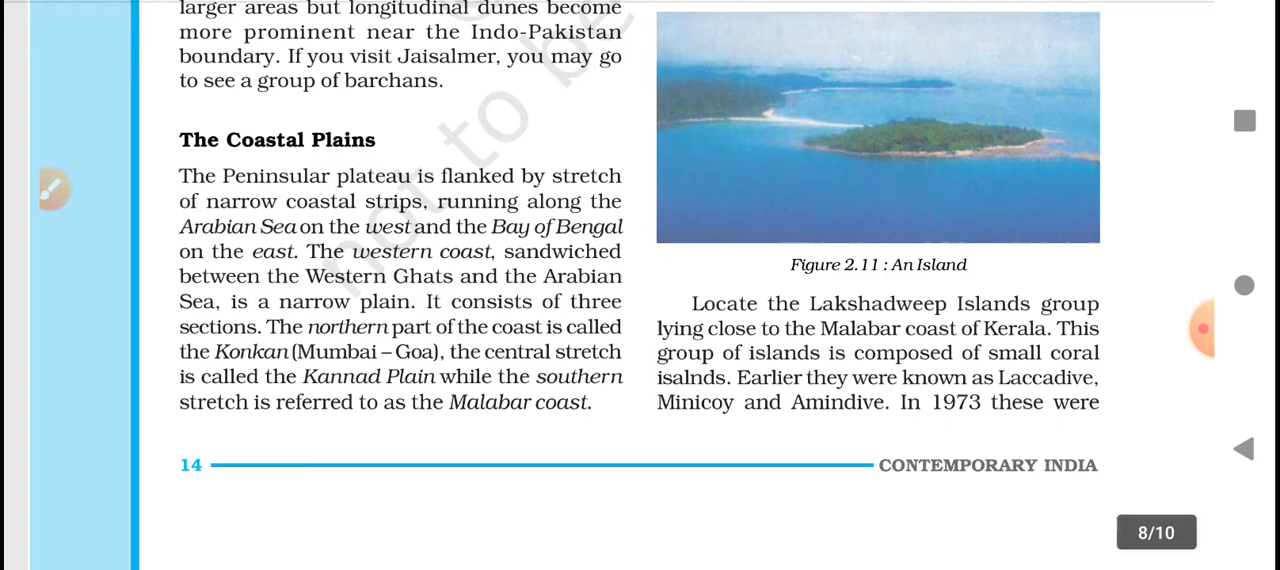 larger areas but longitudinal dunes become
more prominent near the Indo-Pakistan
boundary. If you visit Jaisalmer, you may go
to see a group of barchans.
The Coastal Plains
The Peninsular plateau is flanked by stretch
of narrow coastal strips, running along the
Arabian Sea on the west and the Bay of Bengal
on the east. The western coast, sandwiched
between the Western Ghats and the Arabian
Sea, is a narrow plain. It consists of three
sections. The northern part of the coast is called
the Konkan (Mumbai – Goa), the central stretch
is called the Kannad Plain while the southern
stretch is referred to as the Malabar coast.
Figure 2.11 : An Island
Locate the Lakshadweep Islands group
lying close to the Malabar coast of Kerala. This
group of islands is composed of small coral
isalnds. Earlier they were known as Laccadive,
Minicoy and Amindive. In 1973 these were
14
CONTEMPORARY INDIA
8/10
not to be